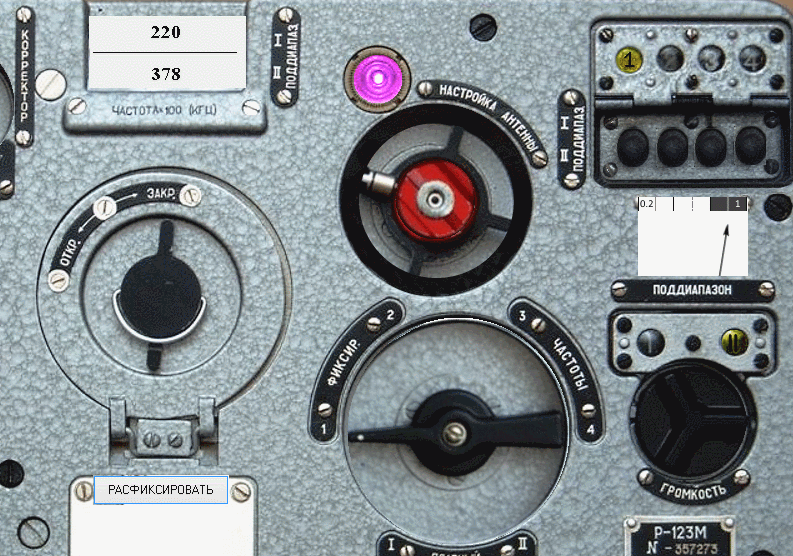 КОРРЕКТОР
220
378
ЧАСТОТА×100 (КГЦ)
I
II
ПОДДИАПАЗ.
НАСТРОЙКА АНТЕННЫ
I
II
ПОДДИАПАЗ.
1 2 3 4
0.2 1
ПОДДИАПАЗОН
I II
ОТКР. ЗАКР.
ФИКСИР. ЧАСТОТЫ
1 2 3 4
ГРОМКОСТЬ
РАСФИКСИРОВАТЬ
I II
Р-123М
N - 357273